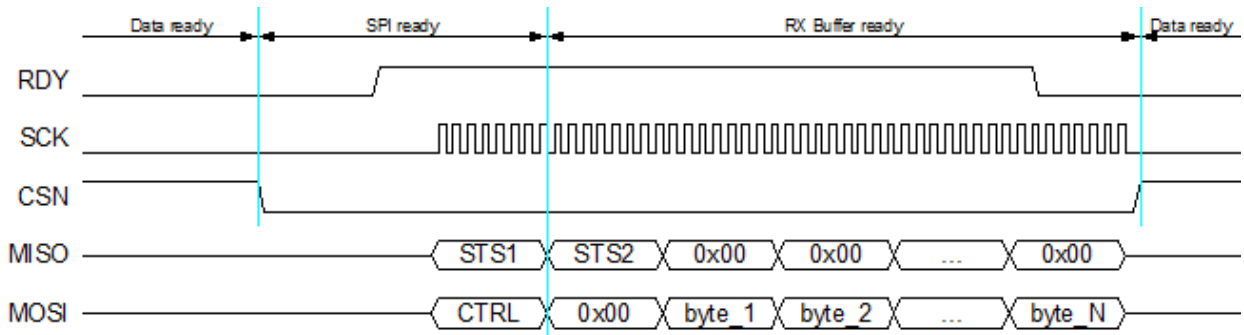 Data ready SPI ready RX Buffer ready Data ready
RDY
SCK
CSN
MISO STS1 STS2 0x00 0x00 ... 0x00
MOSI CTRL 0x00 byte_1 byte_2 ... byte_N